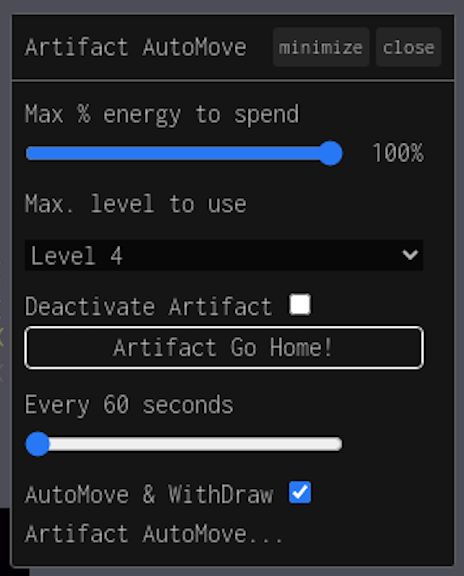 Artifact AutoMove minimize close
Max % energy to spend
100%
Max. level to use
Level 4
Deactivate Artifact
Artifact Go Home!
Every 60 seconds
AutoMove & WithDraw
Artifact AutoMove...